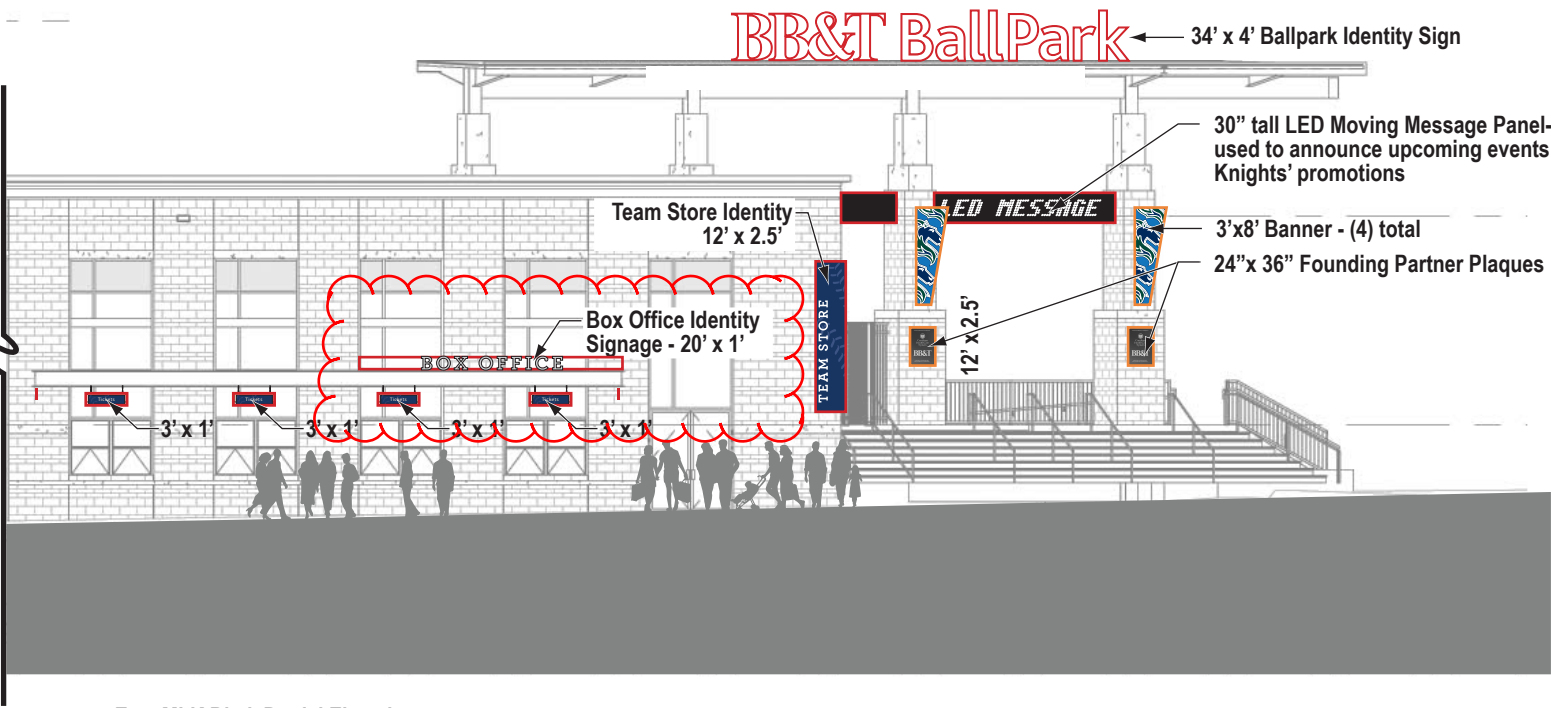 BB&T BallPark
34’ x 4’ Ballpark Identity Sign
30” tall LED Moving Message Panel-
used to announce upcoming events
Knights’ promotions
LED MESSAGE
Team Store Identity
12’ x 2.5’
3’x8’ Banner - (4) total
24”x 36” Founding Partner Plaques
TEAM STORE
12’ x 2.5’
Box Office Identity
Signage - 20’ x 1’
BOX OFFICE
BB&T
BB&T
Tickets
Tickets
Tickets
Tickets
3’ x 1’
3’ x 1’
3’ x 1’
3’ x 1’